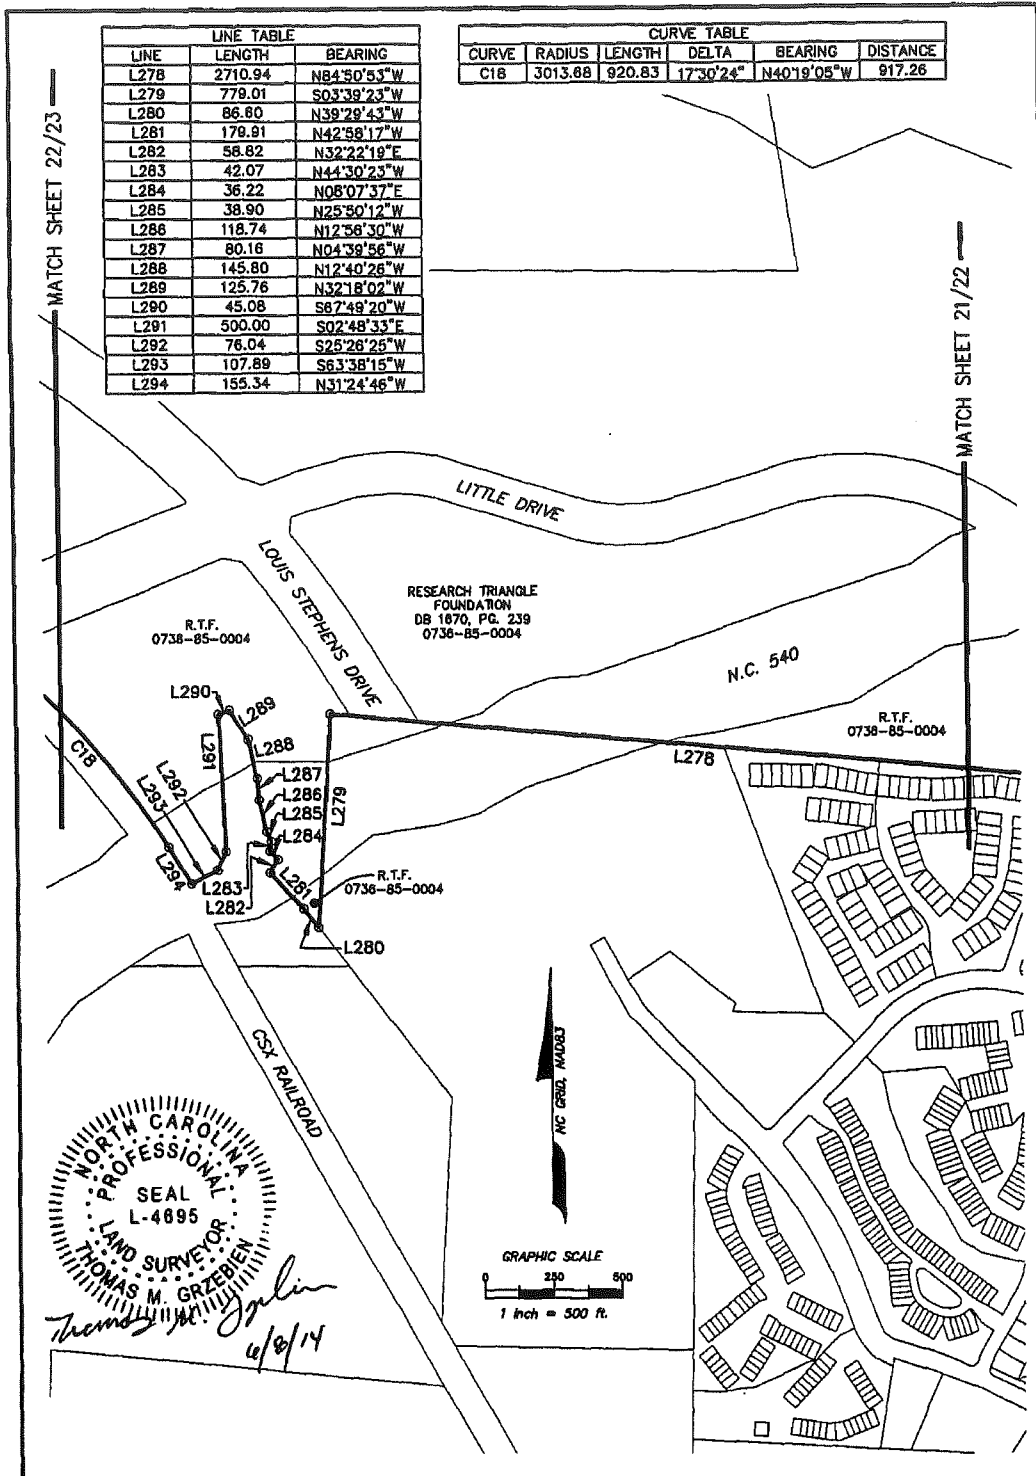 LINE TABLE
LINE LENGTH BEARING
L278 2710.94 N84°50'53"W
L279 779.01 S03°39'23"W
L280 86.60 N39°29'43"W
L281 179.91 N42°58'17"W
L282 58.82 N32°22'19"E
L283 42.07 N44°30'23"W
L284 36.22 N08°07'37"E
L285 38.90 N25°50'12"W
L286 118.74 N12°56'30"W
L287 80.16 N04°39'56"W
L288 145.80 N12°40'28"W
L289 125.76 N32°18'02"W
L290 45.08 S67°49'20"W
L291 500.00 S02°48'33"E
L292 76.04 S25°26'25"W
L293 107.89 S63°38'15"W
L294 155.34 N31°24'46"W
CURVE TABLE
CURVE RADIUS LENGTH DELTA BEARING DISTANCE
C18 3013.68 920.83 17°30'24" N40°19'05"W 917.26
MATCH SHEET 22/23
MATCH SHEET 21/22
LITTLE DRIVE
LOUIS STEPHENS DRIVE
RESEARCH TRIANGLE
FOUNDATION
DB 1670, PG. 239
0736-85-0004
R.T.F.
0736-85-0004
N.C. 540
R.T.F.
0736-85-0004
L290
L289
L288
L291
L287
L286
L285
L284
L292
L293
C18
L294
L283
L282
L281
L280
L279
L278
R.T.F.
0736-85-0004
CSX RAILROAD
NC GRID, NAD83
NORTH CAROLINA
PROFESSIONAL
SEAL
L-4695
LAND SURVEYOR
THOMAS M. GRZEBIEN
Thomas M.
6/8/14
GRAPHIC SCALE
0 250 500
1 inch = 500 ft.